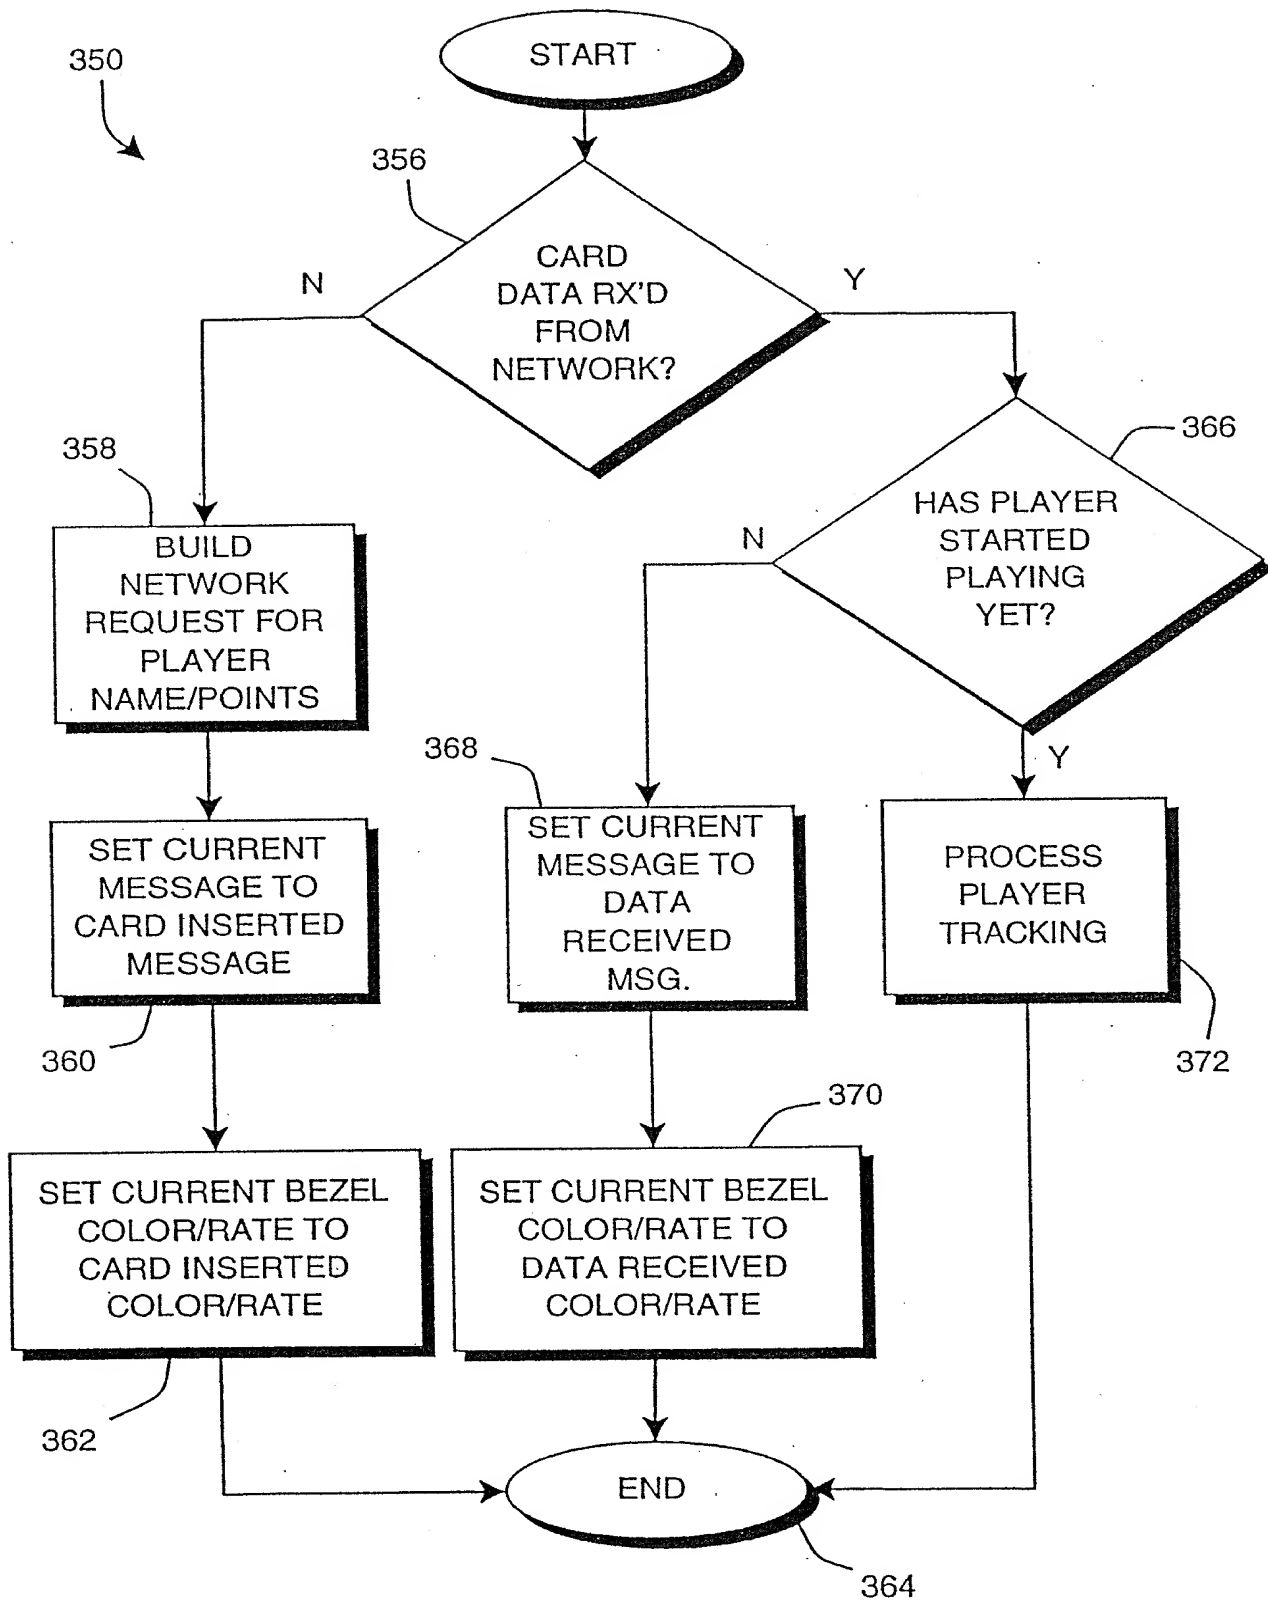 START
350
356
CARD
DATA RX'D
FROM
NETWORK?
N
Y
366
HAS PLAYER
STARTED
PLAYING
YET?
N
Y
358
BUILD
NETWORK
REQUEST FOR
PLAYER
NAME/POINTS
368
SET CURRENT
MESSAGE TO
DATA
RECEIVED
MSG.
PROCESS
PLAYER
TRACKING
372
SET CURRENT
MESSAGE TO
CARD INSERTED
MESSAGE
360
370
SET CURRENT BEZEL
COLOR/RATE TO
CARD INSERTED
COLOR/RATE
362
SET CURRENT BEZEL
COLOR/RATE TO
DATA RECEIVED
COLOR/RATE
END
364